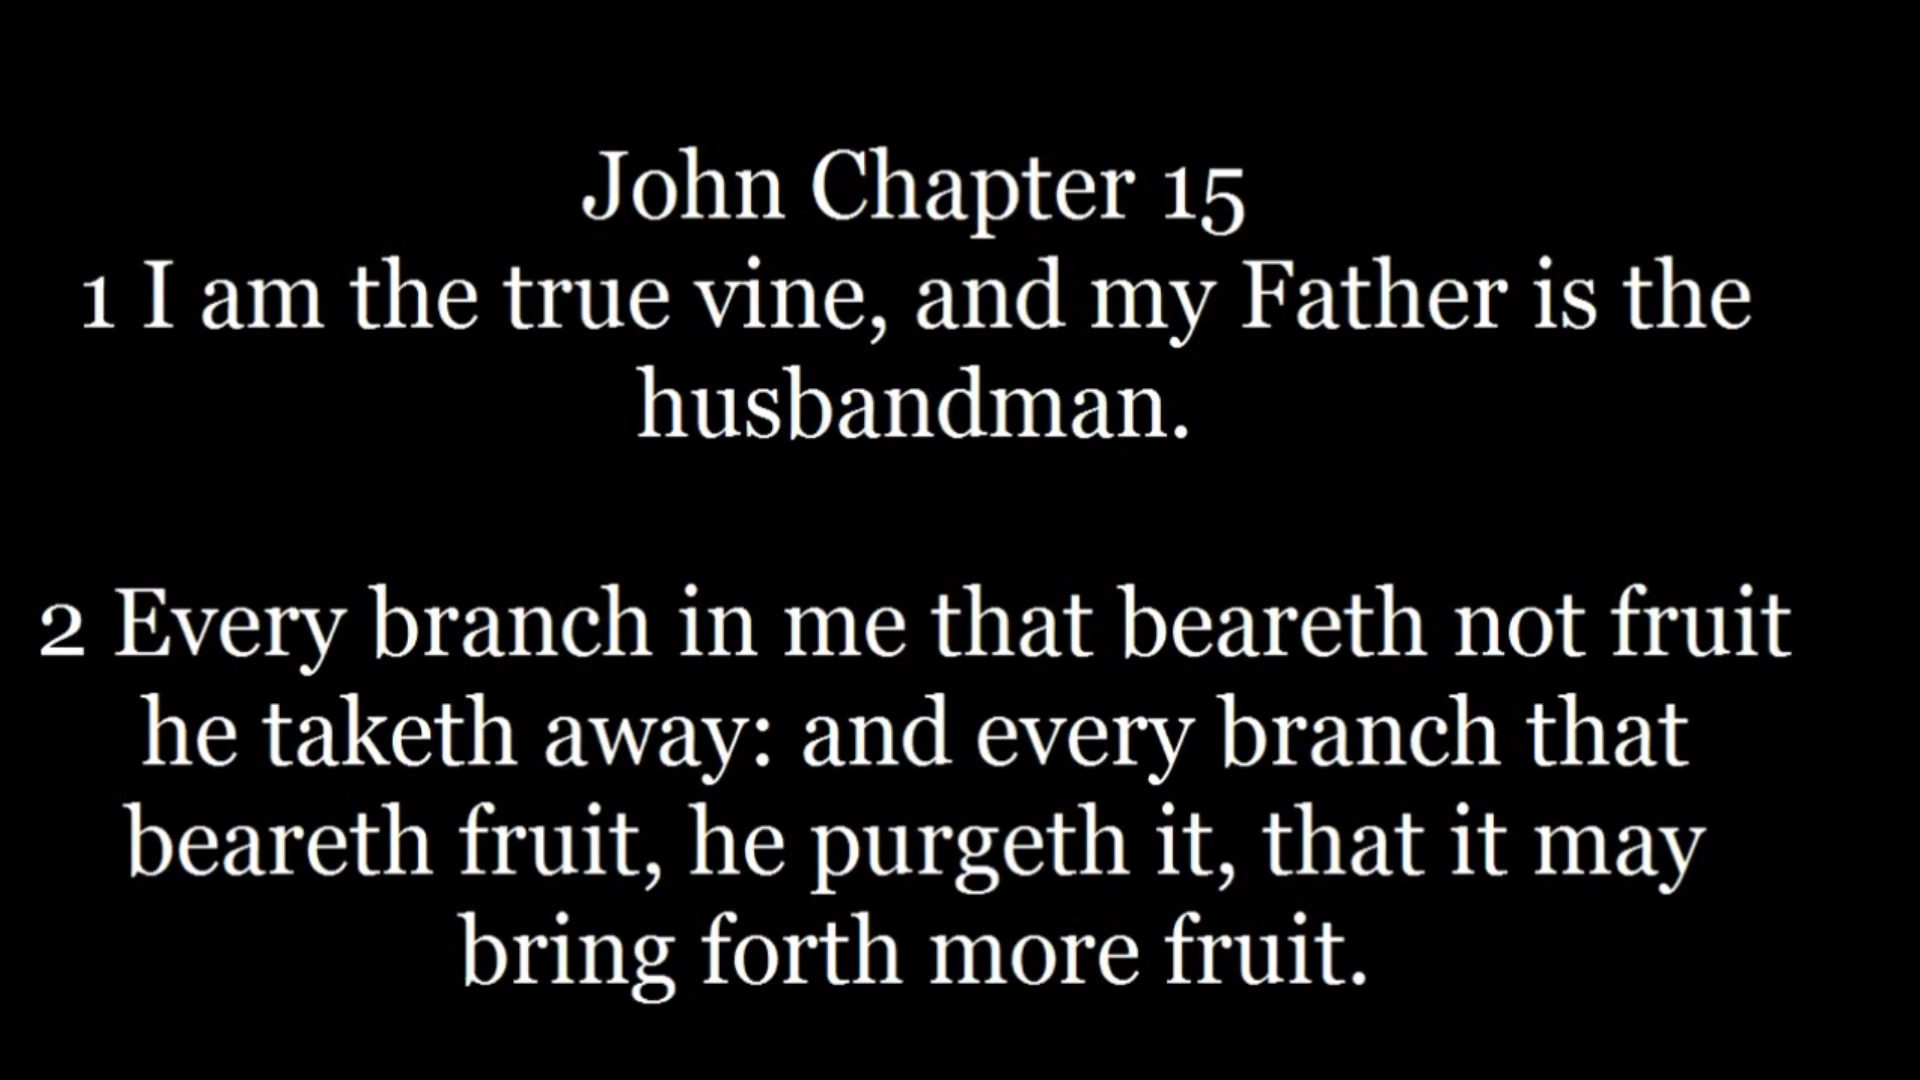 John Chapter 15
1 I am the true vine, and my Father is the
husbandman.
2 Every branch in me that beareth not fruit
he taketh away: and every branch that
beareth fruit, he purgeth it, that it may
bring forth more fruit.